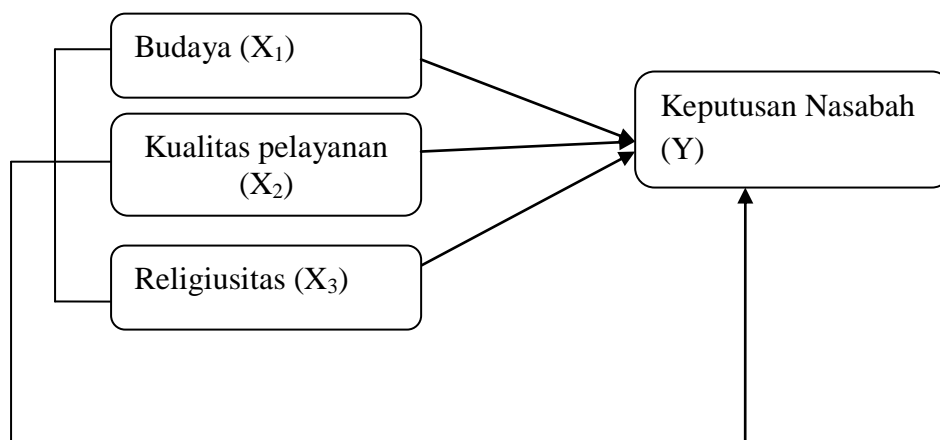 Budaya (X₁)
Kualitas pelayanan
(X₂)
Religiusitas (X₃)
Keputusan Nasabah
(Y)